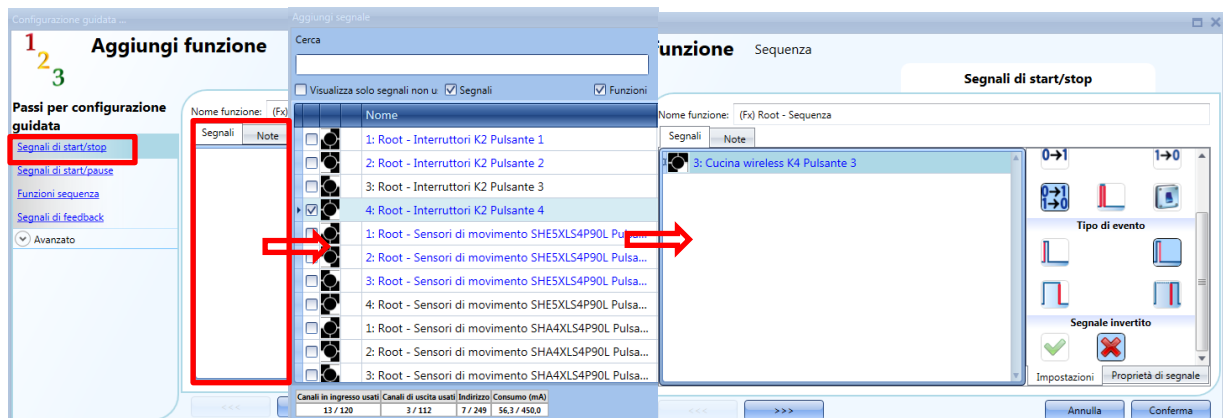 Configurazione guidata ...
1 2 3
Aggiungi funzione
Passi per configurazione guidata
Segnali di start/stop
Segnali di start/pause
Funzioni sequenza
Segnali di feedback
Avanzato
Nome funzione: (Fx)
Segnali Note
<<<
Aggiungi segnale
Cerca
Visualizza solo segnali non u Segnali Funzioni
Nome
1: Root - Interruttori K2 Pulsante 1
2: Root - Interruttori K2 Pulsante 2
3: Root - Interruttori K2 Pulsante 3
4: Root - Interruttori K2 Pulsante 4
1: Root - Sensori di movimento SHE5XLS4P90L Pulsa...
2: Root - Sensori di movimento SHE5XLS4P90L Pulsa...
3: Root - Sensori di movimento SHE5XLS4P90L Pulsa...
4: Root - Sensori di movimento SHE5XLS4P90L Pulsa...
1: Root - Sensori di movimento SHA4XLS4P90L Pulsa...
2: Root - Sensori di movimento SHA4XLS4P90L Pulsa...
3: Root - Sensori di movimento SHA4XLS4P90L Pulsa...
Canali in ingresso usati Canali di uscita usati Indirizzo Consumo (mA)
13 / 120 3 / 112 7 / 249 56,3 / 450,0
funzione Sequenza
Segnali di start/stop
Nome funzione: (Fx) Root - Sequenza
Segnali Note
3: Cucina wireless K4 Pulsante 3
0→1 1→0
0→1
1→0
Tipo di evento
Segnale invertito
Impostazioni Proprietà di segnale
<<< >>> Annulla Conferma